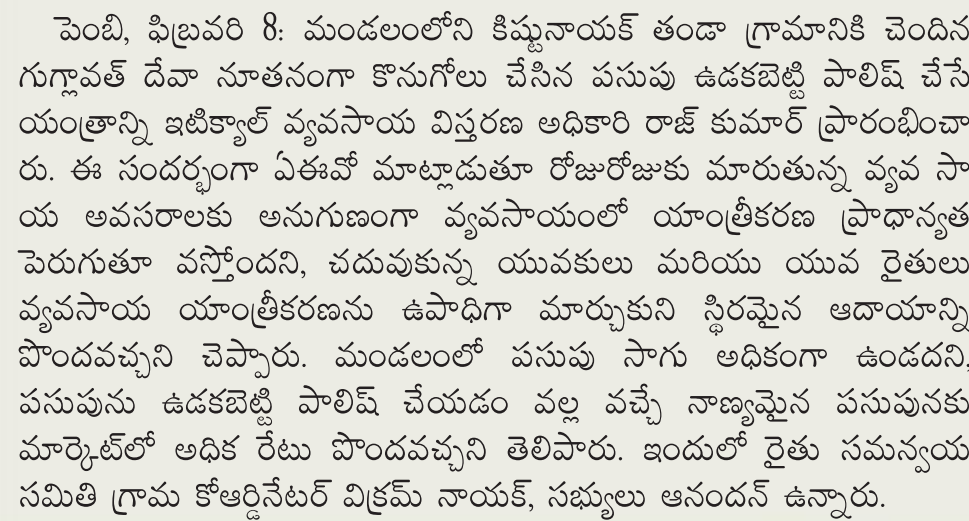 పెంబి, ఫిబ్రవరి 8: మండలంలోని కిష్టునాయక్ తండా గ్రామానికి చెందిన
గుగ్లావత్ దేవా నూతనంగా కొనుగోలు చేసిన పసుపు ఉడకబెట్టి పాలిష్ చేసే
యంత్రాన్ని ఇటిక్యాల్ వ్యవసాయ విస్తరణ అధికారి రాజ్ కుమార్ ప్రారంభించా
రు. ఈ సందర్భంగా ఏఈవో మాట్లాడుతూ రోజురోజుకు మారుతున్న వ్యవ సా
య అవసరాలకు అనుగుణంగా వ్యవసాయంలో యాంత్రీకరణ ప్రాధాన్యత
పెరుగుతూ వస్తోందని, చదువుకున్న యువకులు మరియు యువ రైతులు
వ్యవసాయ యాంత్రీకరణను ఉపాధిగా మార్చుకుని స్థిరమైన ఆదాయాన్ని
పొందవచ్చని చెప్పారు. మండలంలో పసుపు సాగు అధికంగా ఉండదని,
పసుపును ఉడకబెట్టి పాలిష్ చేయడం వల్ల వచ్చే నాణ్యమైన పసుపునకు
మార్కెట్‌లో అధిక రేటు పొందవచ్చని తెలిపారు. ఇందులో రైతు సమన్వయ
సమితి గ్రామ కోఆర్డినేటర్ విక్రమ్ నాయక్, సభ్యులు ఆనందన్ ఉన్నారు.